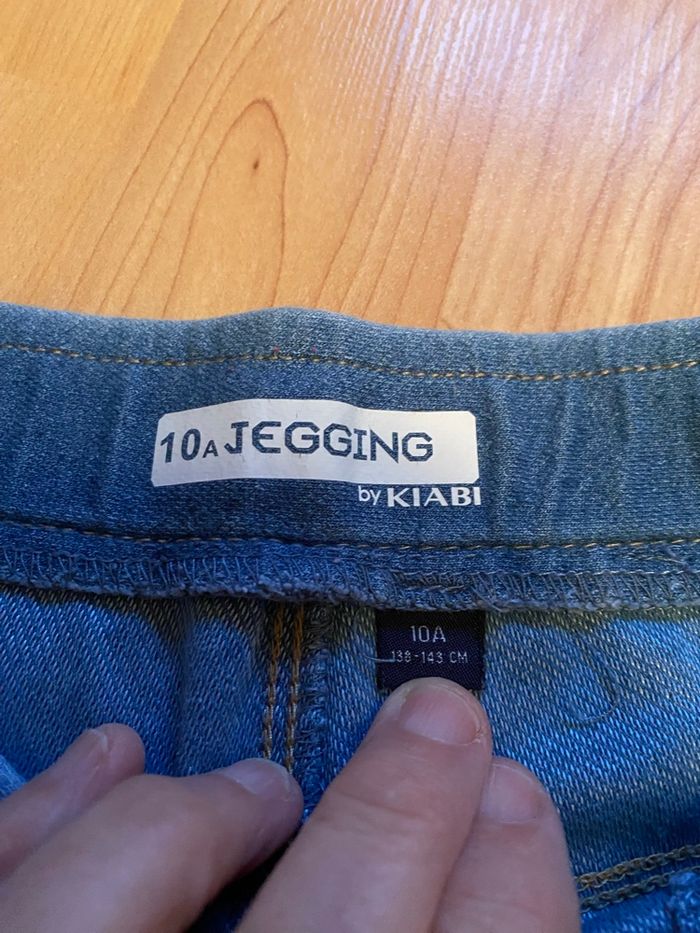 10A JEGGING
by KIABI
10A
138-143 CM